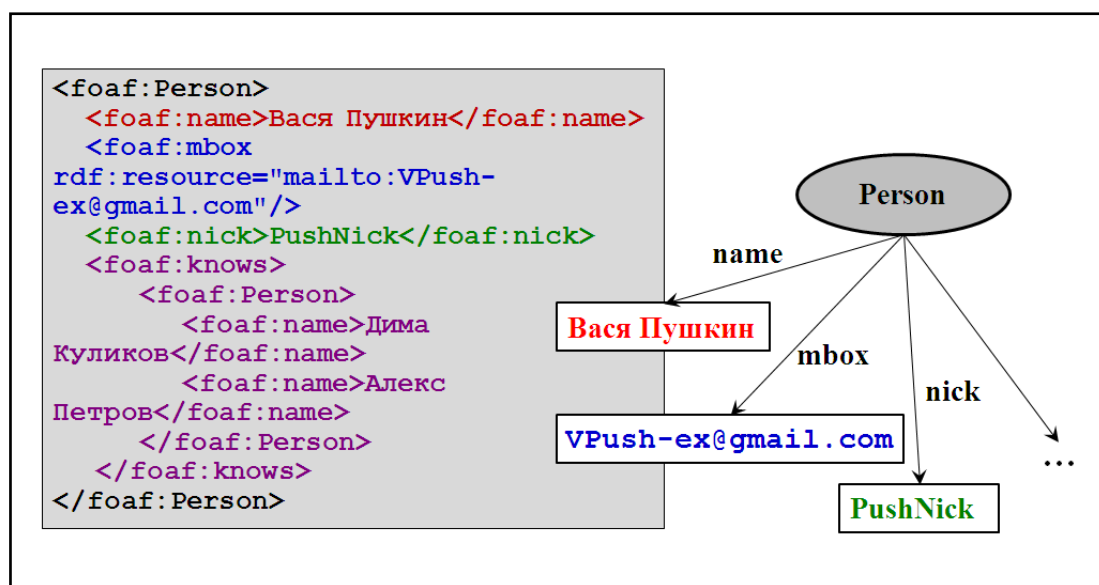 <foaf:Person>
<foaf:name>Вася Пушкин</foaf:name>
<foaf:mbox
rdf:resource="mailto:VPush-
ex@gmail.com"/>
<foaf:nick>PushNick</foaf:nick>
<foaf:knows>
<foaf:Person>
<foaf:name>Дима
Куликов</foaf:name>
<foaf:name>Алекс
Петров</foaf:name>
</foaf:Person>
</foaf:knows>
</foaf:Person>
Person
name
Вася Пушкин
mbox
nick
VPush-ex@gmail.com
...
PushNick